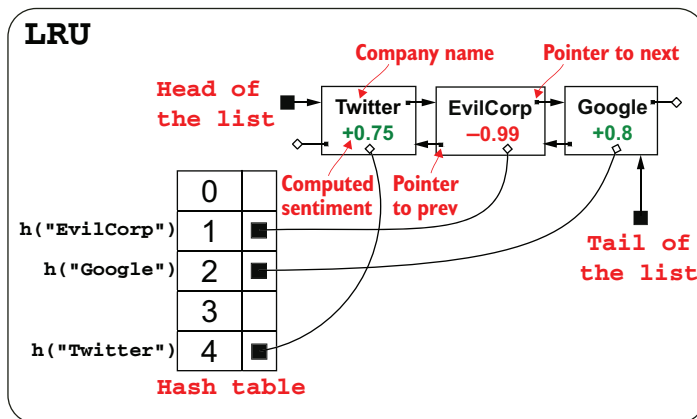 LRU
Company name
Pointer to next
Head of
the list
Twitter
+0.75
EvilCorp
−0.99
Google
+0.8
Computed
sentiment
Pointer
to prev
Tail of
the list
0
h("EvilCorp") 1
h("Google") 2
3
h("Twitter") 4
Hash table